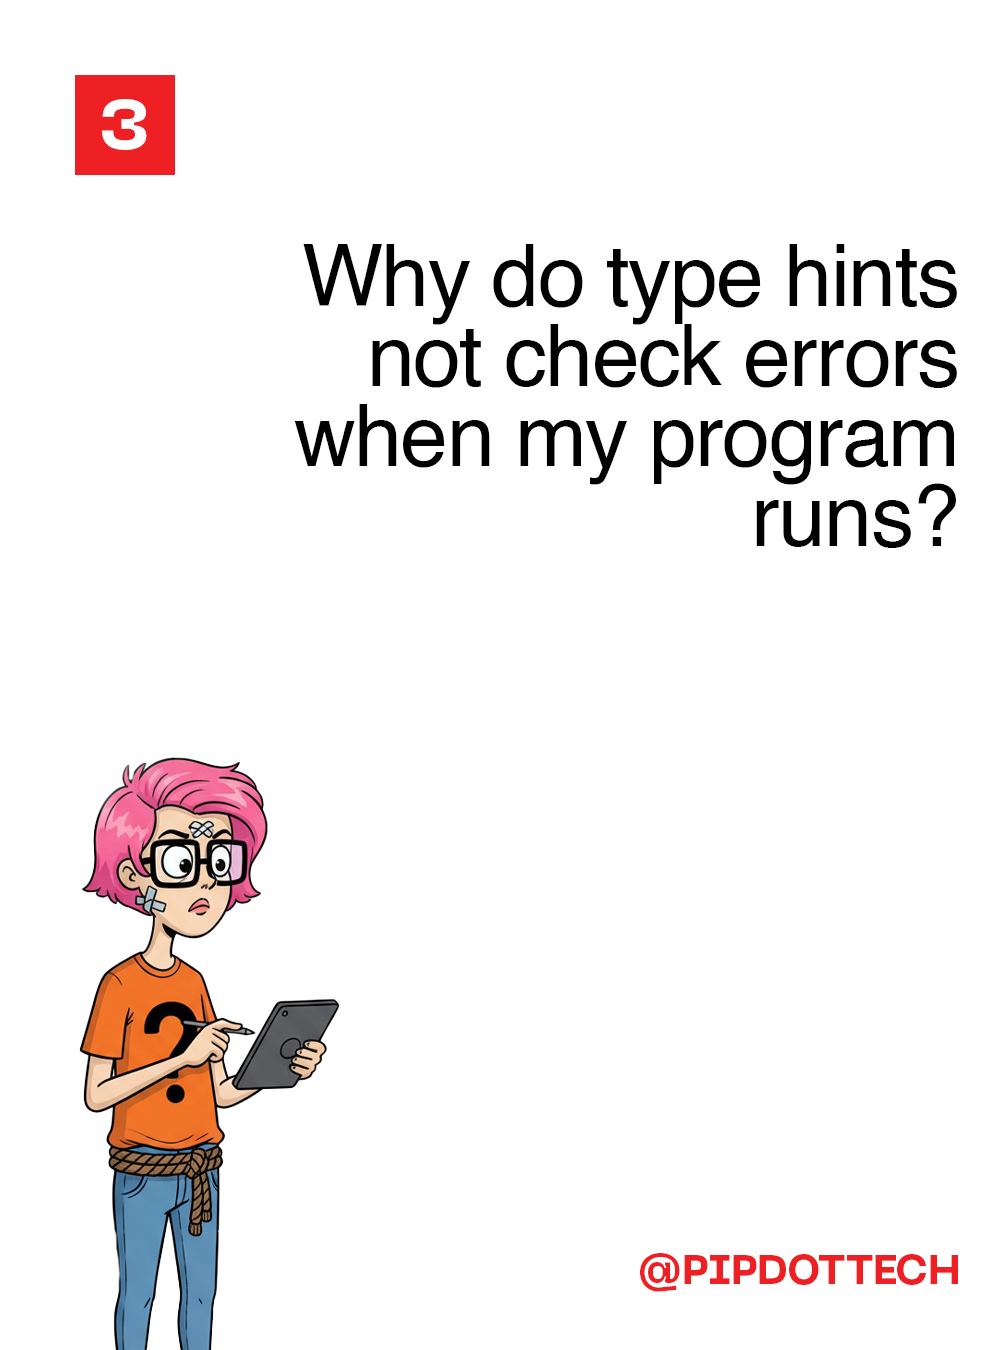 3
Why do type hints
not check errors
when my program
runs?
?
@PIPDOTTECH